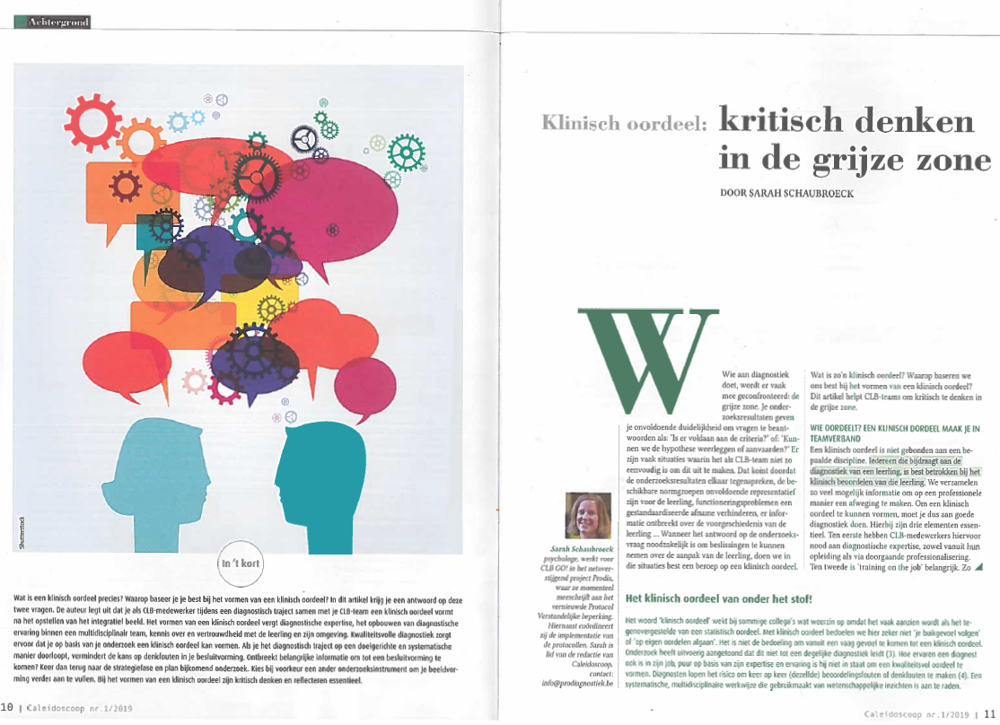 Achtergrond
Shutterstock
In 't kort
Wat is een klinisch oordeel precies? Waarop baseer je je best bij het vormen van een klinisch oordeel? In dit artikel krijg je een antwoord op deze
twee vragen. De auteur legt uit dat je als CLB-medewerker tijdens een diagnostisch traject samen met je CLB-team een klinisch oordeel vormt
na het opstellen van het integratief beeld. Het vormen van een klinisch oordeel vergt diagnostische expertise, het opbouwen van diagnostische
ervaring binnen een multidisciplinair team, kennis over en vertrouwdheid met de leerling en zijn omgeving. Kwaliteitsvolle diagnostiek zorgt
ervoor dat je op basis van je onderzoek een klinisch oordeel kan vormen. Als je het diagnostisch traject op een doelgerichte en systematische
manier doorloopt, vermindert de kans op denkfouten in je besluitvorming. Ontbreekt belangrijke informatie om tot een besluitvorming te
komen? Keer dan terug naar de strategiefase en plan bijkomend onderzoek. Kies bij voorkeur een ander onderzoeksinstrument om je beeldvor-
ming verder aan te vullen. Bij het vormen van een klinisch oordeel zijn kritisch denken en reflecteren essentieel.
10 | Caleidoscoop nr.1/2019
Klinisch oordeel: kritisch denken
in de grijze zone
DOOR SARAH SCHAUBROECK
W
Wie aan diagnostiek
doet, wordt er vaak
mee geconfronteerd: de
grijze zone. Je onder-
zoeksresultaten geven
je onvoldoende duidelijkheid om vragen te beant-
woorden als: 'Is er voldaan aan de criteria?' of: 'Kun-
nen we de hypothese weerleggen of aanvaarden?' Er
zijn vaak situaties waarin het als CLB-team niet zo
eenvoudig is om dit uit te maken. Dat komt doordat
de onderzoeksresultaten elkaar tegenspreken, de be-
schikbare normgroepen onvoldoende representatief
zijn voor de leerling, functioneringsproblemen een
gestandaardiseerde afname verhinderen, er infor-
matie ontbreekt over de voorgeschiedenis van de
leerling ... Wanneer het antwoord op de onderzoeks-
vraag noodzakelijk is om beslissingen te kunnen
nemen over de aanpak van de leerling, doen we in
die situaties best een beroep op een klinisch oordeel.
Wat is zo'n klinisch oordeel? Waarop baseren we
ons best bij het vormen van een klinisch oordeel?
Dit artikel helpt CLB-teams om kritisch te denken in
de grijze zone.
WIE OORDEELT? EEN KLINISCH OORDEEL MAAK JE IN
TEAMVERBAND
Een klinisch oordeel is niet gebonden aan een be-
paalde discipline. Iedereen die bijdraagt aan de
diagnostiek van een leerling, is best betrokken bij het
klinisch beoordelen van die leerling. We verzamelen
zo veel mogelijk informatie om op een professionele
manier een afweging te maken. Om een klinisch
oordeel te kunnen vormen, moet je dus aan goede
diagnostiek doen. Hierbij zijn drie elementen essen-
tieel. Ten eerste hebben CLB-medewerkers hiervoor
nood aan diagnostische expertise, zowel vanuit hun
opleiding als via doorgaande professionalisering.
Ten tweede is 'training on the job' belangrijk. Zo
Sarah Schaubroeck
psychologe, werkt voor
CLB GO! in het netover-
stijgend project Prodia,
waar ze momenteel
meeschrijft aan het
vernieuwde Protocol
Verstandelijke beperking.
Hiernaast coördineert
zij de implementatie van
de protocollen. Sarah is
lid van de redactie van
Caleidoscoop.
contact:
info@prodiagnostiek.be
Het klinisch oordeel van onder het stof!
Het woord 'klinisch oordeel' wekt bij sommige collega's wat weerzin op omdat het vaak aanzien wordt als het te-
genovergestelde van een statistisch oordeel. Met klinisch oordeel bedoelen we hier zeker niet 'je buikgevoel volgen'
of 'op eigen oordelen afgaan'. Het is niet de bedoeling om vanuit een vaag gevoel te komen tot een klinisch oordeel.
Onderzoek heeft uitvoerig aangetoond dat dit niet tot een degelijke diagnostiek leidt (3). Hoe ervaren een diagnost
ook is in zijn job, puur op basis van zijn expertise en ervaring is hij niet in staat om een kwaliteitsvol oordeel te
vormen. Diagnosten lopen het risico om keer op keer (dezelfde) beoordelingsfouten of denkfouten te maken (4). Een
systematische, multidisciplinaire werkwijze die gebruikmaakt van wetenschappelijke inzichten is aan te raden.
Caleidoscoop nr.1/2019 | 11